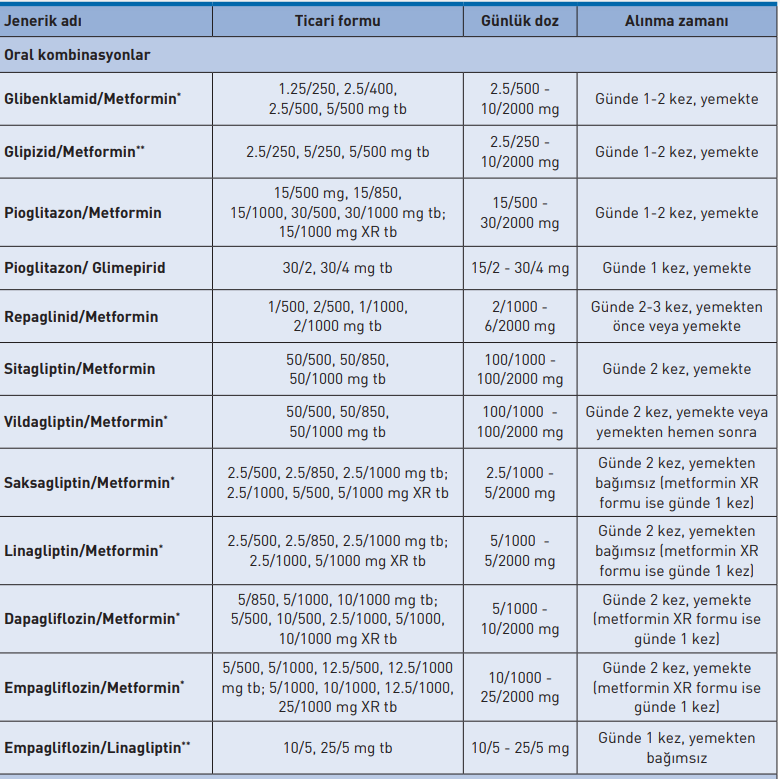 Jenerik adı Ticari formu Günlük doz Alınma zamanı
Oral kombinasyonlar
Glibenklamid/Metformin*
1.25/250, 2.5/400,
2.5/500, 5/500 mg tb
2.5/500 -
10/2000 mg
Günde 1-2 kez, yemekte
Glipizid/Metformin**
2.5/250, 5/250, 5/500 mg tb
2.5/250 -
10/2000 mg
Günde 1-2 kez, yemekte
Pioglitazon/Metformin
15/500 mg, 15/850,
15/1000, 30/500, 30/1000 mg tb;
15/1000 mg XR tb
15/500 -
30/2000 mg
Günde 1-2 kez, yemekte
Pioglitazon/ Glimepirid
30/2, 30/4 mg tb
15/2 - 30/4 mg
Günde 1 kez, yemekte
Repaglinid/Metformin
1/500, 2/500, 1/1000,
2/1000 mg tb
2/1000 -
6/2000 mg
Günde 2-3 kez, yemekten
önce veya yemekte
Sitagliptin/Metformin
50/500, 50/850,
50/1000 mg tb
100/1000 -
100/2000 mg
Günde 2 kez, yemekte
Vildagliptin/Metformin*
50/500, 50/850,
50/1000 mg tb
100/1000 -
100/2000 mg
Günde 2 kez, yemekte veya
yemekten hemen sonra
Saksagliptin/Metformin*
2.5/500, 2.5/850, 2.5/1000 mg tb;
2.5/1000, 5/500, 5/1000 mg XR tb
2.5/1000 -
5/2000 mg
Günde 2 kez, yemekten
bağımsız (metformin XR
formu ise günde 1 kez)
Linagliptin/Metformin*
2.5/500, 2.5/850, 2.5/1000 mg tb;
2.5/1000, 5/1000 mg XR tb
5/1000 -
5/2000 mg
Günde 2 kez, yemekten
bağımsız (metformin XR
formu ise günde 1 kez)
Dapagliflozin/Metformin*
5/850, 5/1000, 10/1000 mg tb;
5/500, 10/500, 2.5/1000, 5/1000,
10/1000 mg XR tb
5/1000 -
10/2000 mg
Günde 2 kez, yemekte
(metformin XR formu ise
günde 1 kez)
Empagliflozin/Metformin*
5/500, 5/1000, 12.5/500, 12.5/1000
mg tb; 5/1000, 10/1000, 12.5/1000,
25/1000 mg XR tb
10/1000 -
25/2000 mg
Günde 2 kez, yemekte
(metformin XR formu ise
günde 1 kez)
Empagliflozin/Linagliptin**
10/5, 25/5 mg tb
10/5 - 25/5 mg
Günde 1 kez, yemekten
bağımsız